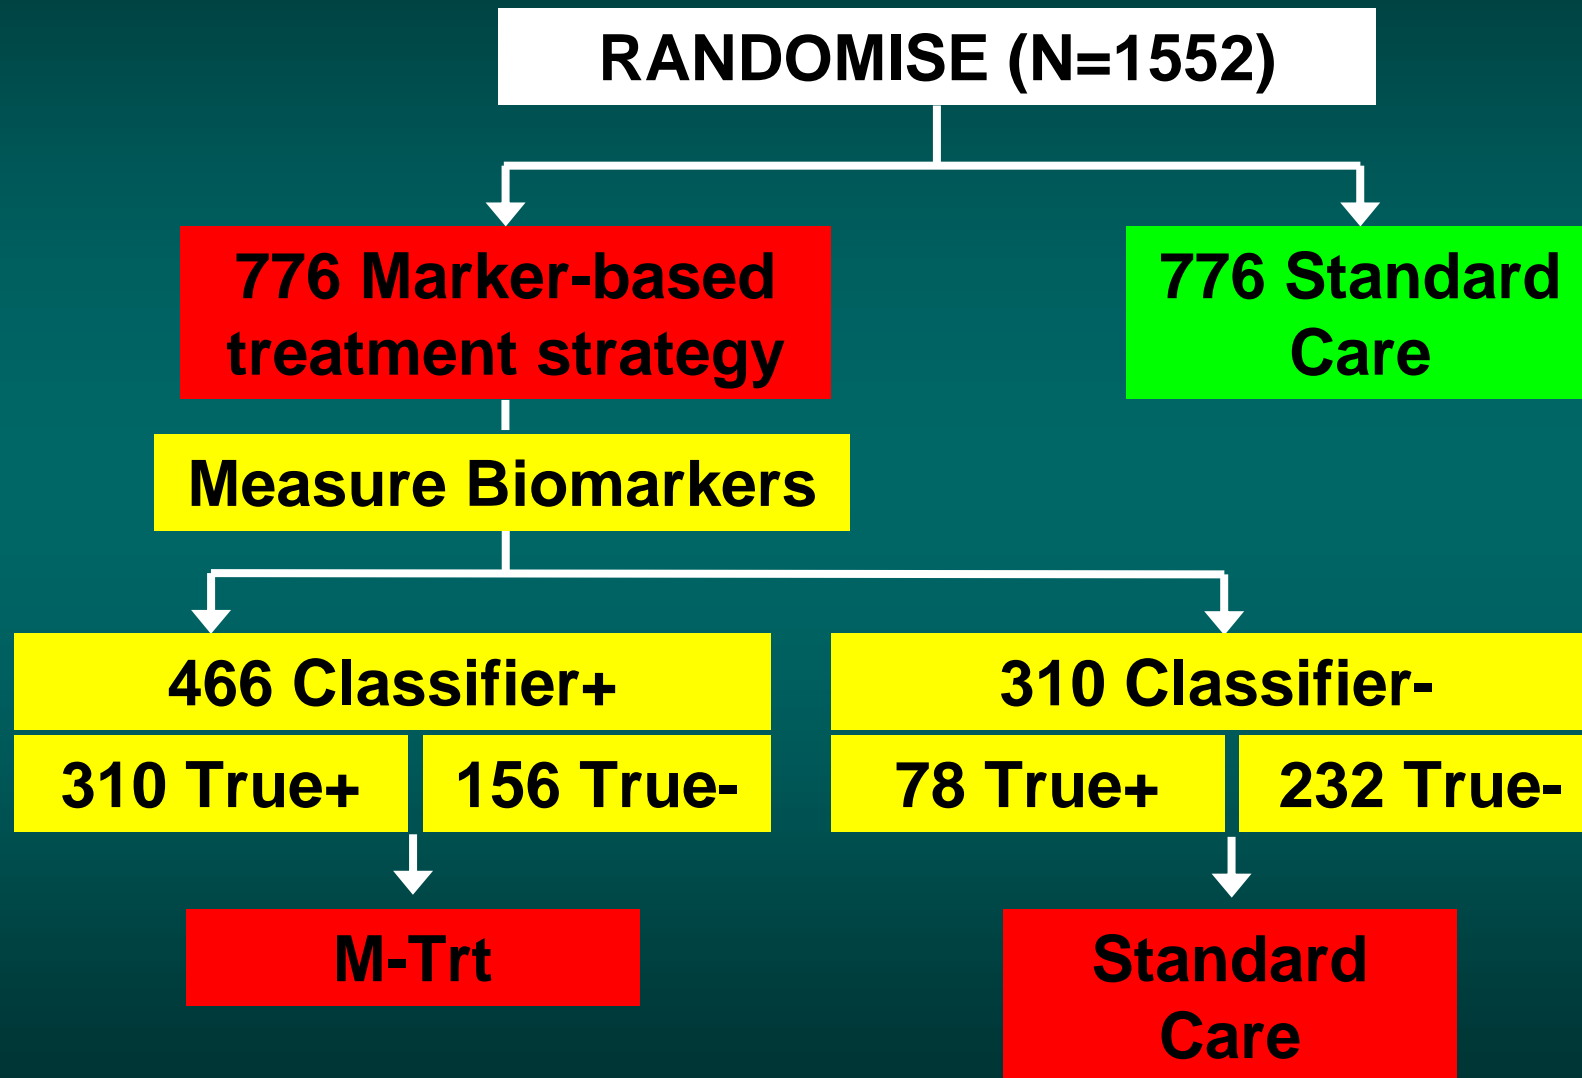 RANDOMISE (N=1552)
776 Marker-based
treatment strategy
776 Standard
Care
Measure Biomarkers
466 Classifier+
310 Classifier-
310 True+
156 True-
78 True+
232 True-
M-Trt
Standard
Care